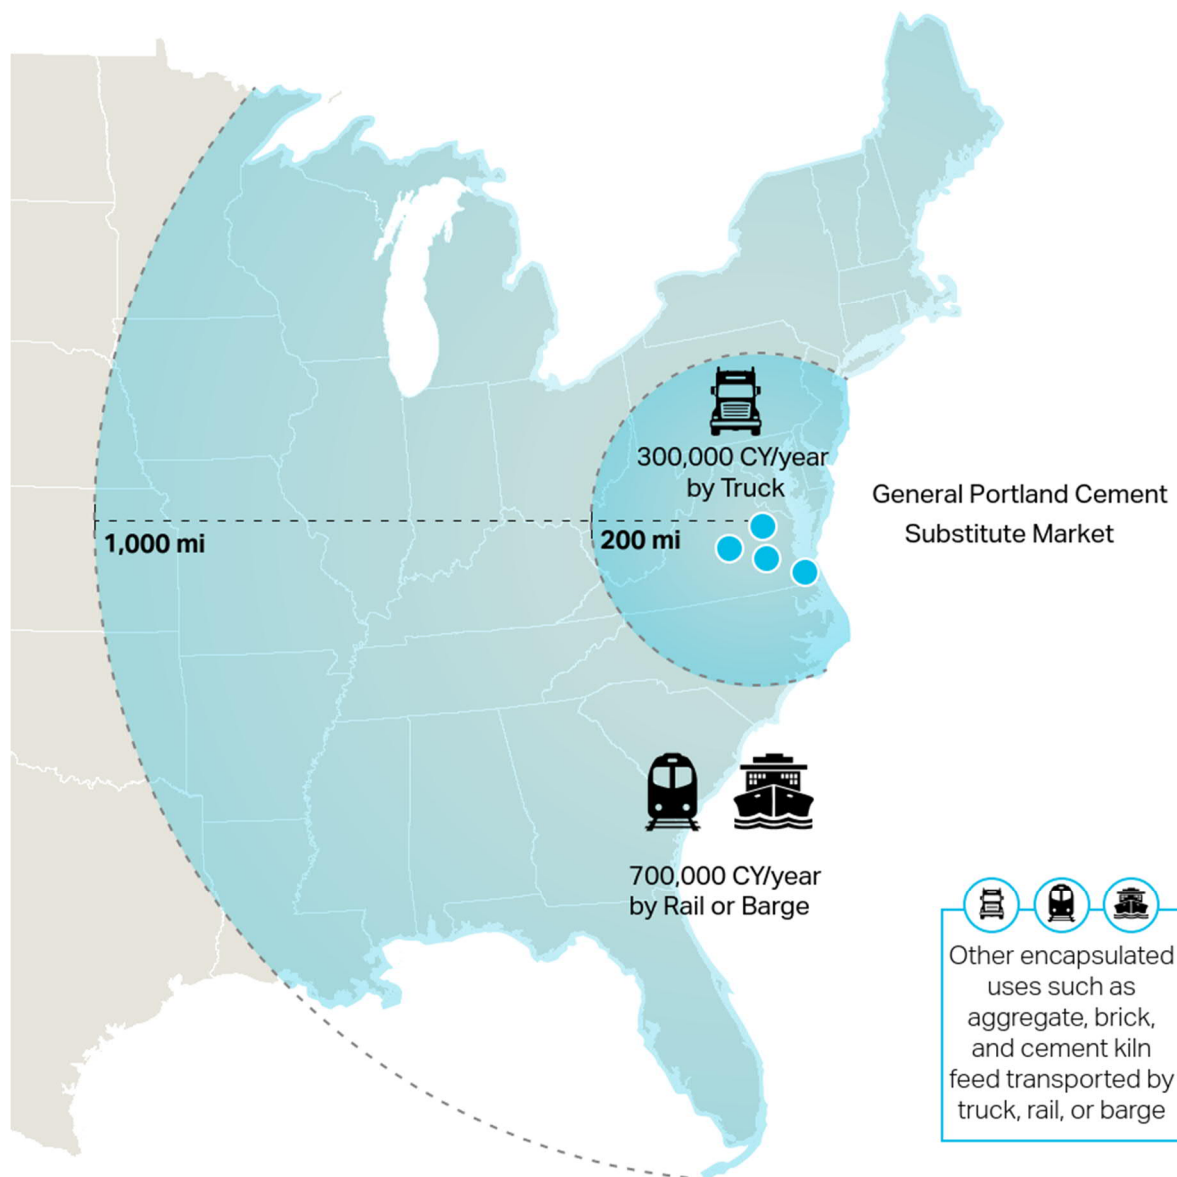 300,000 CY/year
by Truck
General Portland Cement
Substitute Market
1,000 mi
200 mi
700,000 CY/year
by Rail or Barge
Other encapsulated
uses such as
aggregate, brick,
and cement kiln
feed transported by
truck, rail, or barge